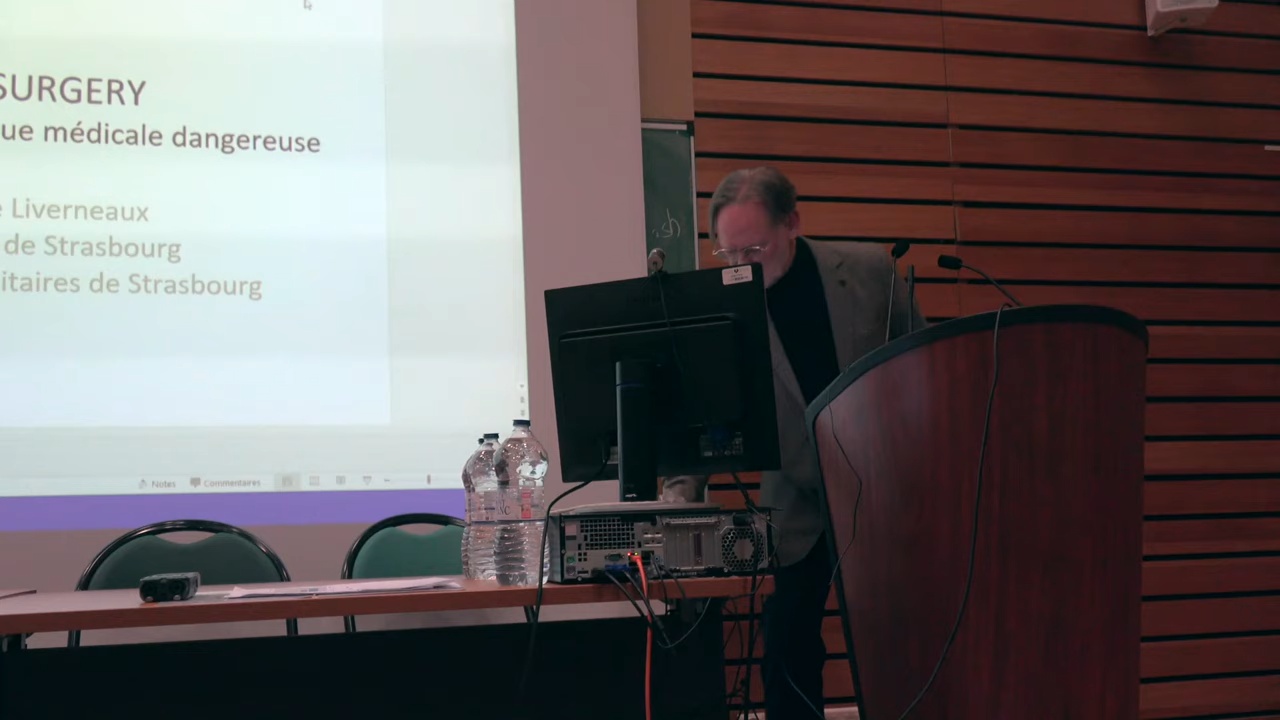 SURGERY
ue médicale dangereuse
e Liverneaux
de Strasbourg
itaires de Strasbourg
Notes
Commentaires